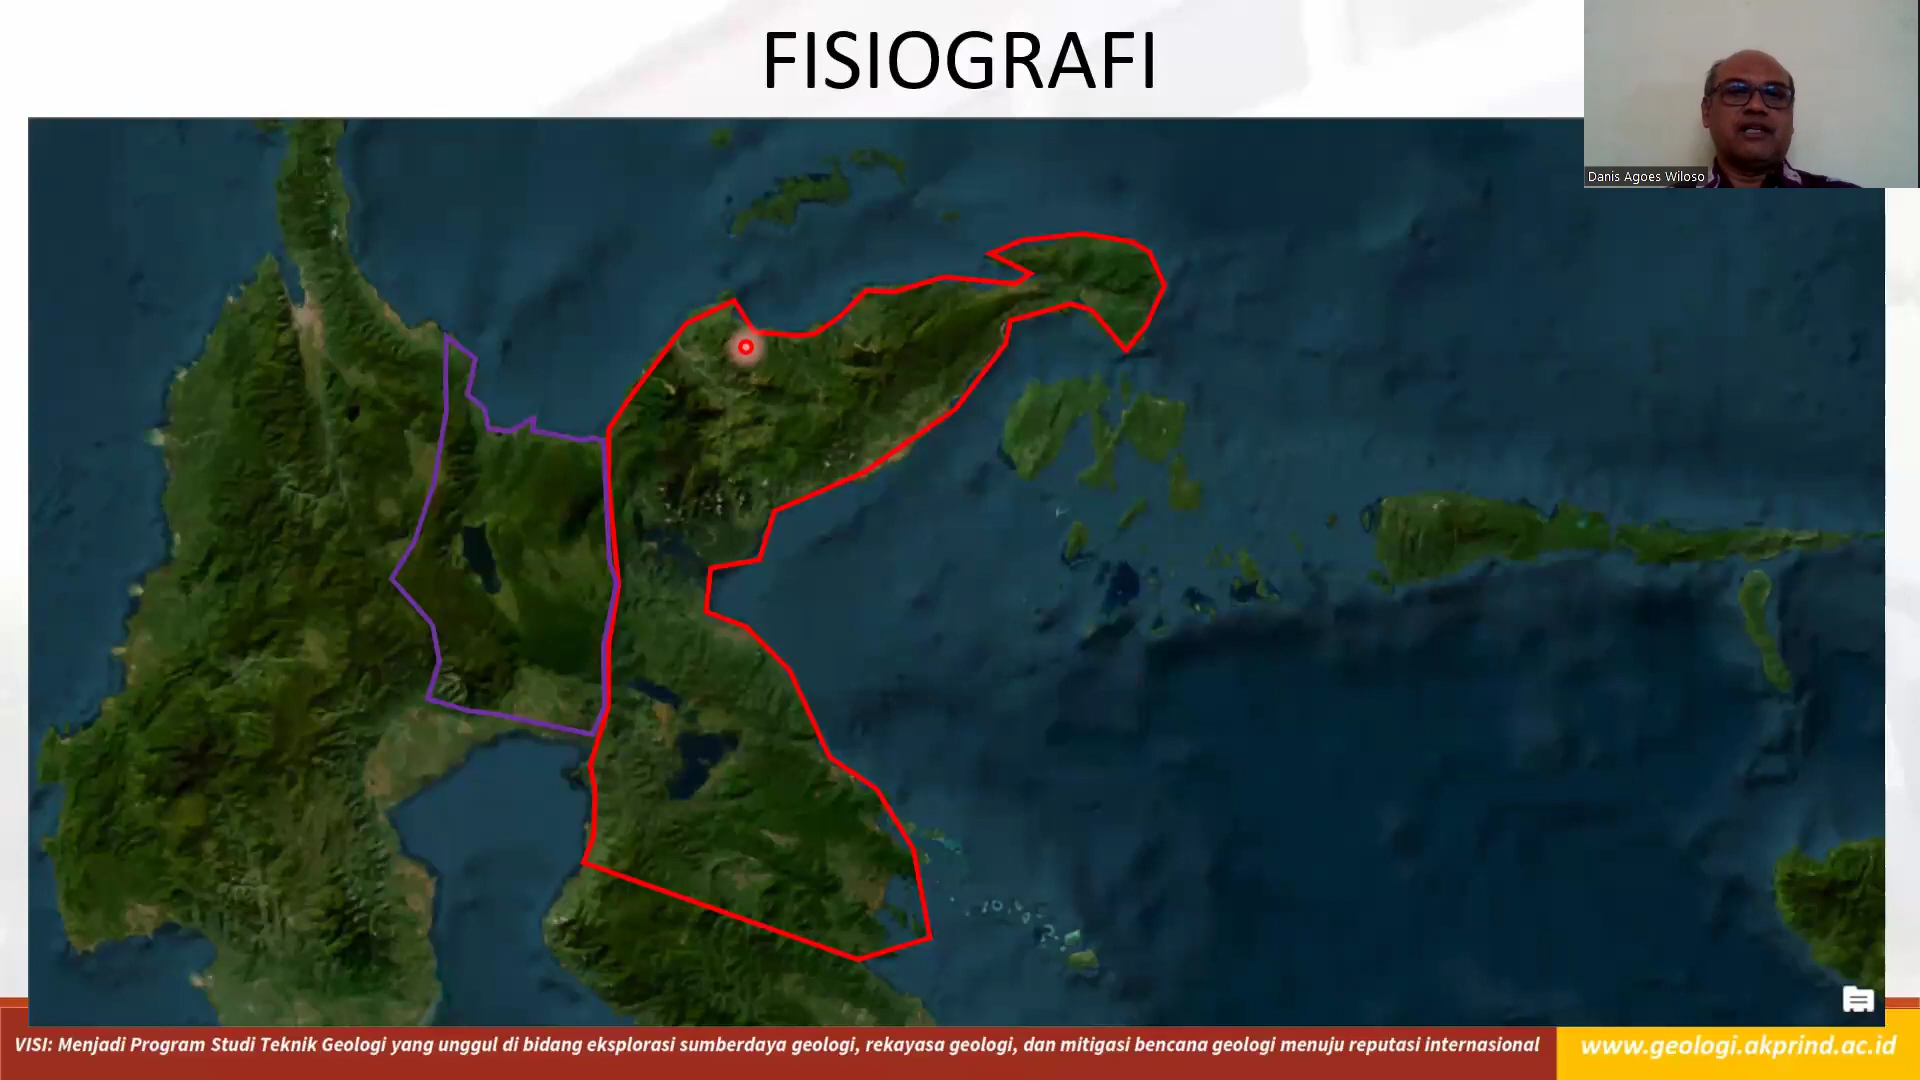 FISIOGRAFI
Danis Agoes Wiloso
VISI: Menjadi Program Studi Teknik Geologi yang unggul di bidang eksplorasi sumberdaya geologi, rekayasa geologi, dan mitigasi bencana geologi menuju reputasi internasional
www.geologi.akprind.ac.id